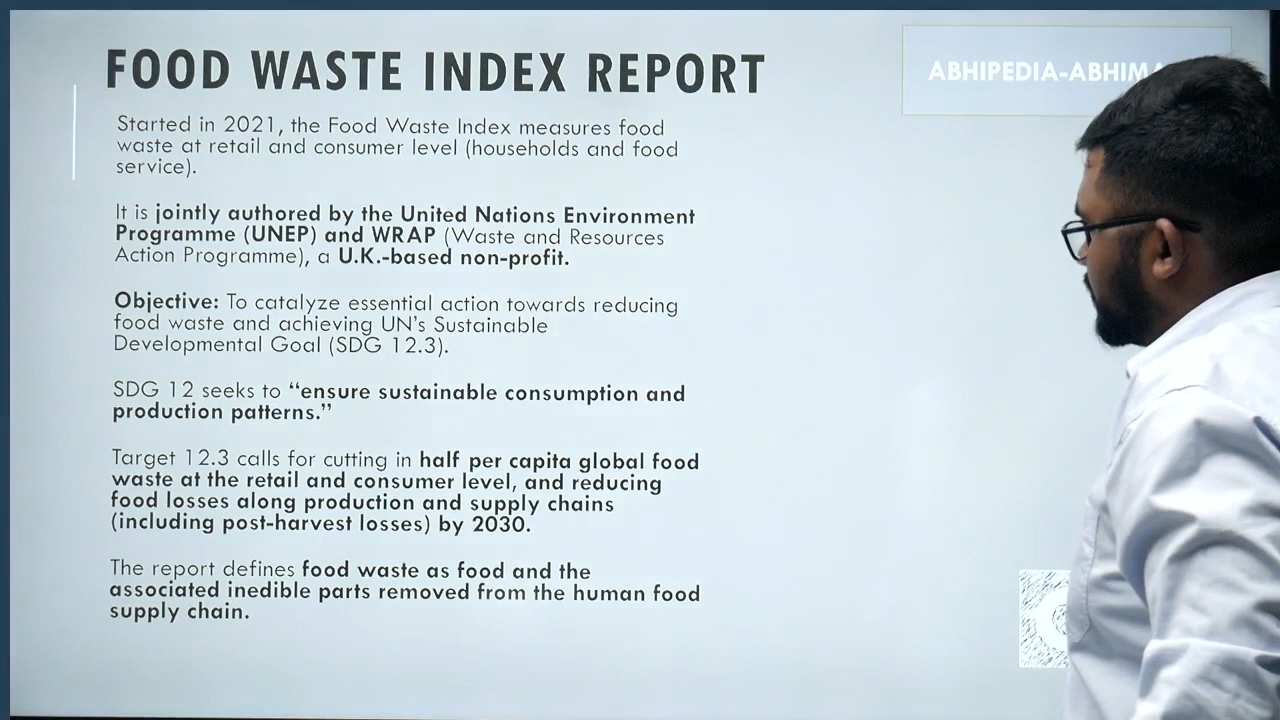 FOOD WASTE INDEX REPORT
ABHIPEDIA-ABHIMA
Started in 2021, the Food Waste Index measures food
waste at retail and consumer level (households and food
service).
It is jointly authored by the United Nations Environment
Programme (UNEP) and WRAP (Waste and Resources
Action Programme), a U.K.-based non-profit.
Objective: To catalyze essential action towards reducing
food waste and achieving UN's Sustainable
Developmental Goal (SDG 12.3).
SDG 12 seeks to “ensure sustainable consumption and
production patterns.”
Target 12.3 calls for cutting in half per capita global food
waste at the retail and consumer level, and reducing
food losses along production and supply chains
(including post-harvest losses) by 2030.
The report defines food waste as food and the
associated inedible parts removed from the human food
supply chain.